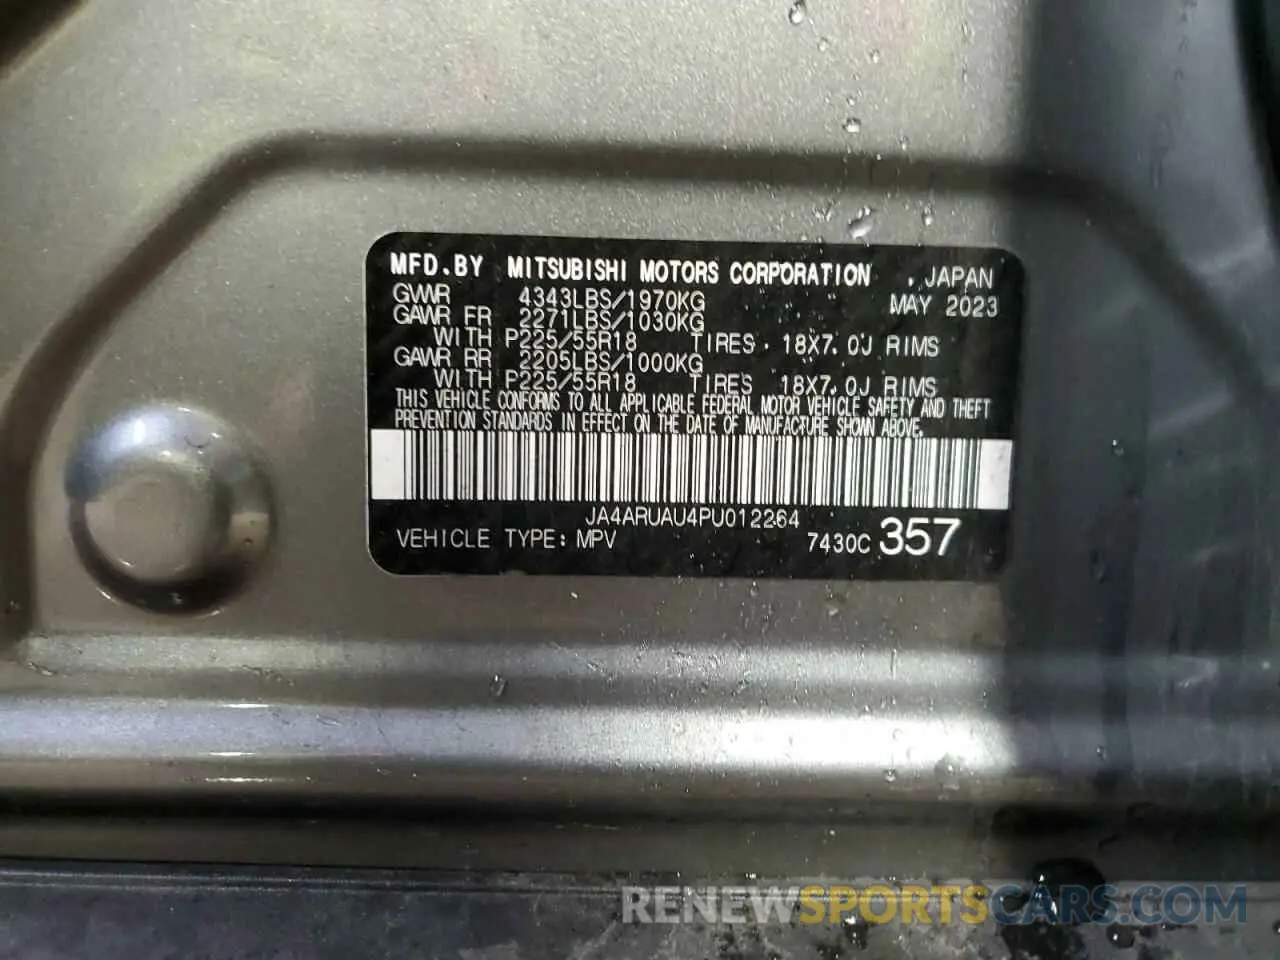 MFD.BY MITSUBISHI MOTORS CORPORATION , JAPAN
GVWR 4343LBS/1970KG MAY 2023
GAWR FR 2271LBS/1030KG
WITH P225/55R18 TIRES, 18X7.0J RIMS
GAWR RR 2205LBS/1000KG
WITH P225/55R18 TIRES 18X7.0J RIMS
THIS VEHICLE CONFORMS TO ALL APPLICABLE FEDERAL MOTOR VEHICLE SAFETY AND THEFT
PREVENTION STANDARDS IN EFFECT ON THE DATE OF MANUFACTURE SHOWN ABOVE.
JA4ARUAU4PU012264
VEHICLE TYPE: MPV 7430C 357
RENEWSPORTSCARS.COM